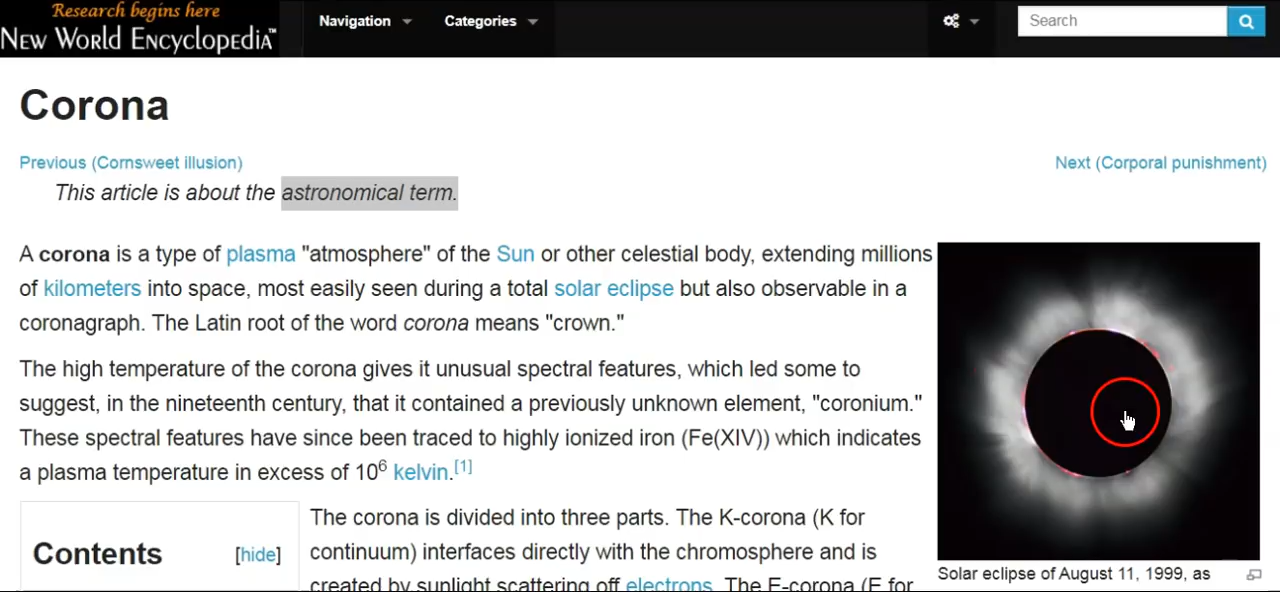 Research begins here
New World Encyclopedia™
Navigation
Categories
Search
Corona
Previous (Cornsweet illusion)
Next (Corporal punishment)
This article is about the astronomical term.
A corona is a type of plasma "atmosphere" of the Sun or other celestial body, extending millions
of kilometers into space, most easily seen during a total solar eclipse but also observable in a
coronagraph. The Latin root of the word corona means "crown."
The high temperature of the corona gives it unusual spectral features, which led some to
suggest, in the nineteenth century, that it contained a previously unknown element, "coronium."
These spectral features have since been traced to highly ionized iron (Fe(XIV)) which indicates
a plasma temperature in excess of 10⁶ kelvin.[1]
Contents [hide]
The corona is divided into three parts. The K-corona (K for
continuum) interfaces directly with the chromosphere and is
created by sunlight scattering off electrons. The F-corona (F for
Solar eclipse of August 11, 1999, as